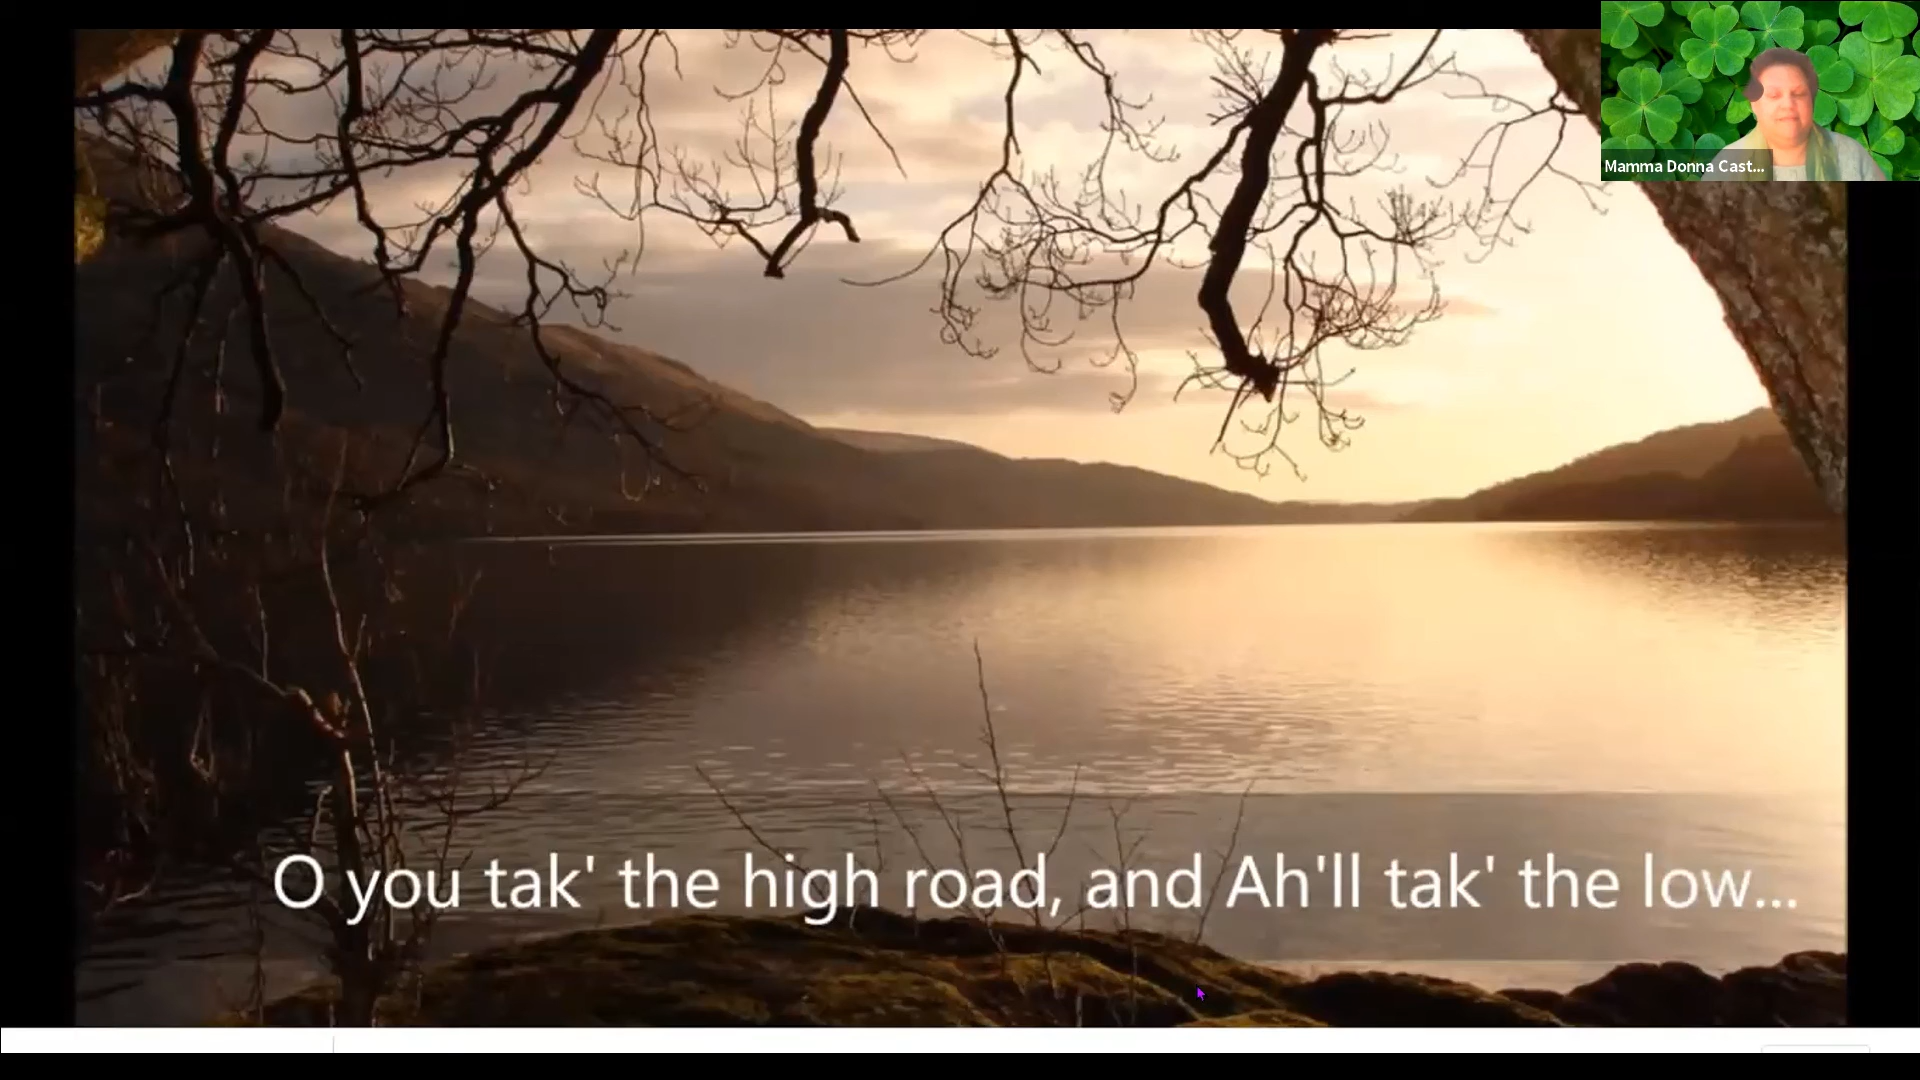 Mamma Donna Cast...
O you tak' the high road, and Ah'll tak' the low...